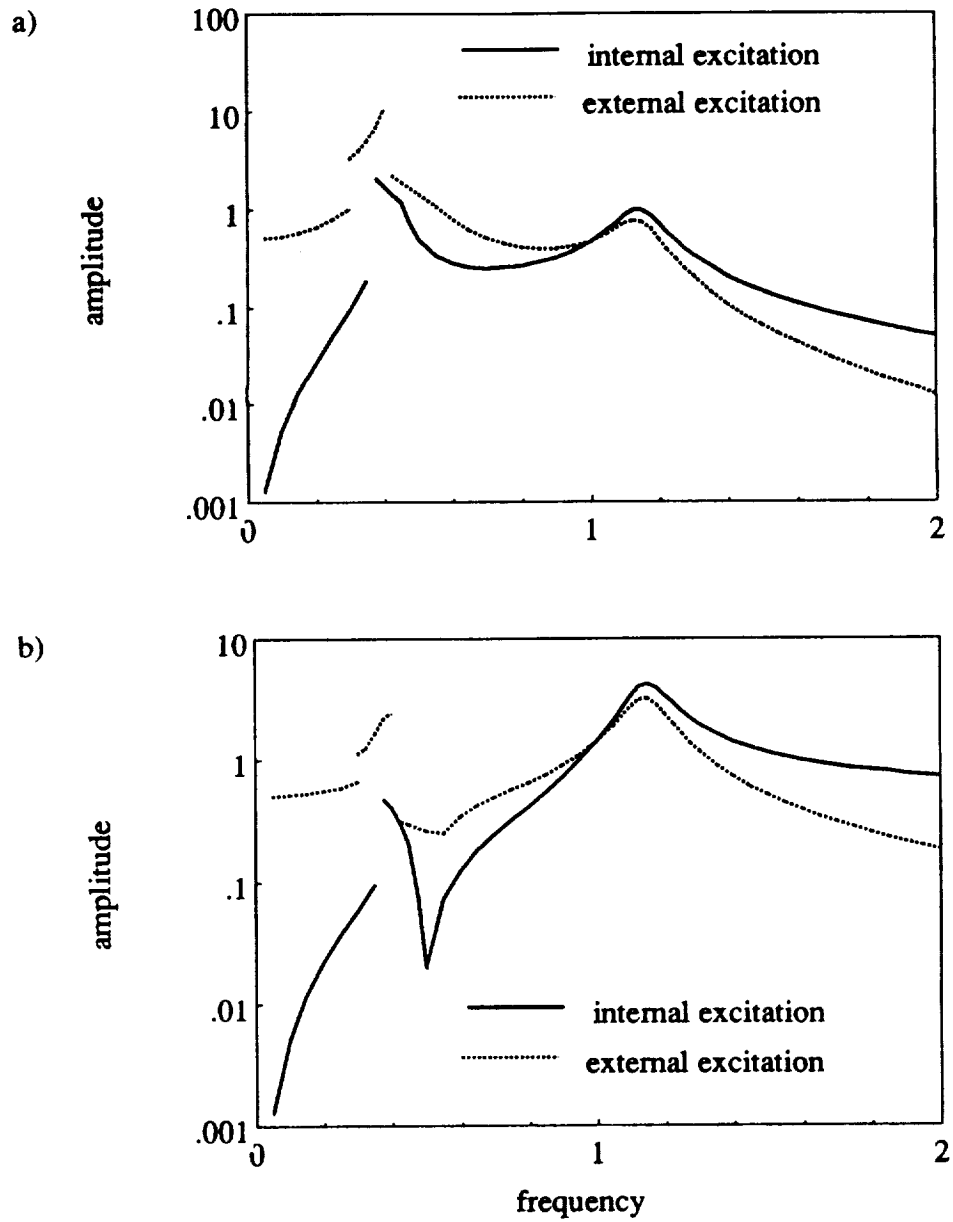 a)
100
10
1
.1
.01
.001
amplitude
internal excitation
external excitation
0 1 2
b)
10
1
.1
.01
.001
amplitude
internal excitation
external excitation
0 1 2
frequency